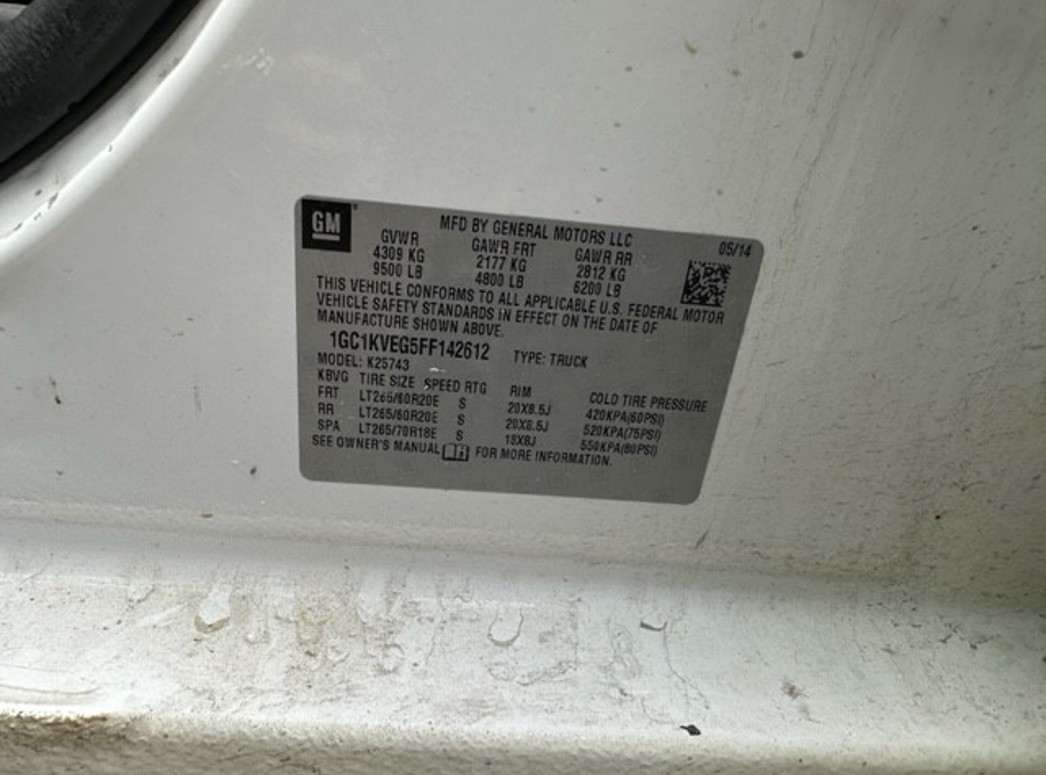 GM
MFD BY GENERAL MOTORS LLC 05/14
GVWR GAWR FRT GAWR RR
4309 KG 2177 KG 2812 KG
9500 LB 4800 LB 6200 LB
THIS VEHICLE CONFORMS TO ALL APPLICABLE U.S. FEDERAL MOTOR
VEHICLE SAFETY STANDARDS IN EFFECT ON THE DATE OF
MANUFACTURE SHOWN ABOVE.
1GC1KVEG5FF142612 TYPE: TRUCK
MODEL: K25743
KBVG TIRE SIZE SPEED RTG RIM COLD TIRE PRESSURE
FRT LT265/60R20E S 20X8.5J 420KPA(60PSI)
RR LT265/60R20E S 20X8.5J 520KPA(75PSI)
SPA LT265/70R18E S 18X8J 550KPA(80PSI)
SEE OWNER'S MANUAL FOR MORE INFORMATION.